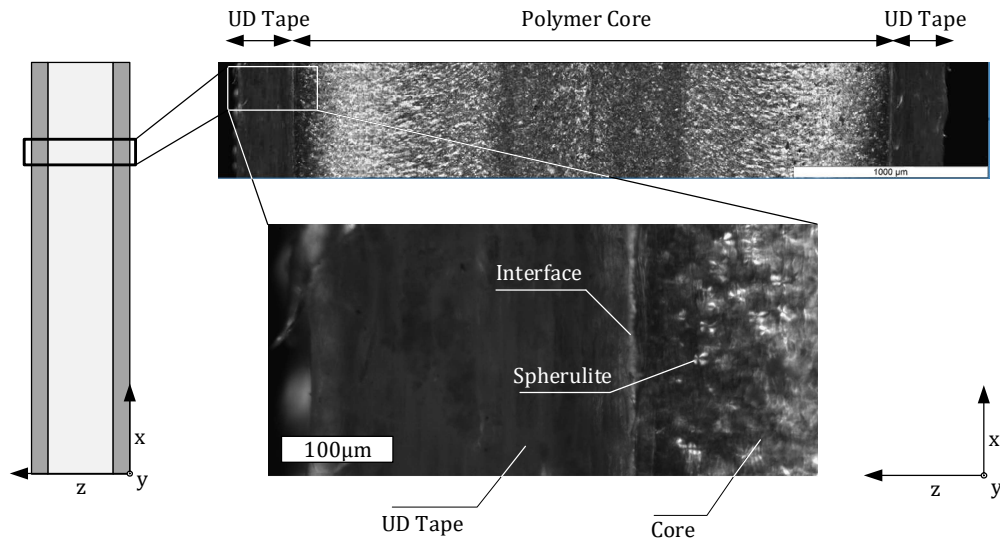 UD Tape
Polymer Core
UD Tape
1000 µm
Interface
Spherulite
100µm
x
y
z
x
y
z
UD Tape
Core